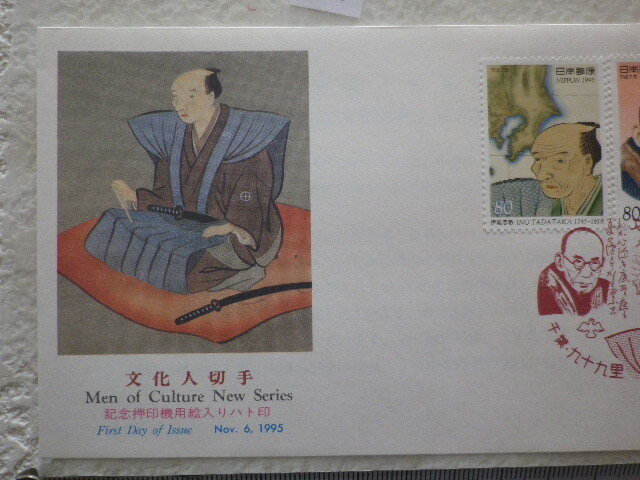 文化人切手
Men of Culture New Series
記念押印機用絵入りハト印
First Day of Issue Nov. 6, 1995
日本郵便
NIPPON 1995
80
伊能忠敬 INO TADATAKA 1745-1818
日本
80
千葉・九十九里